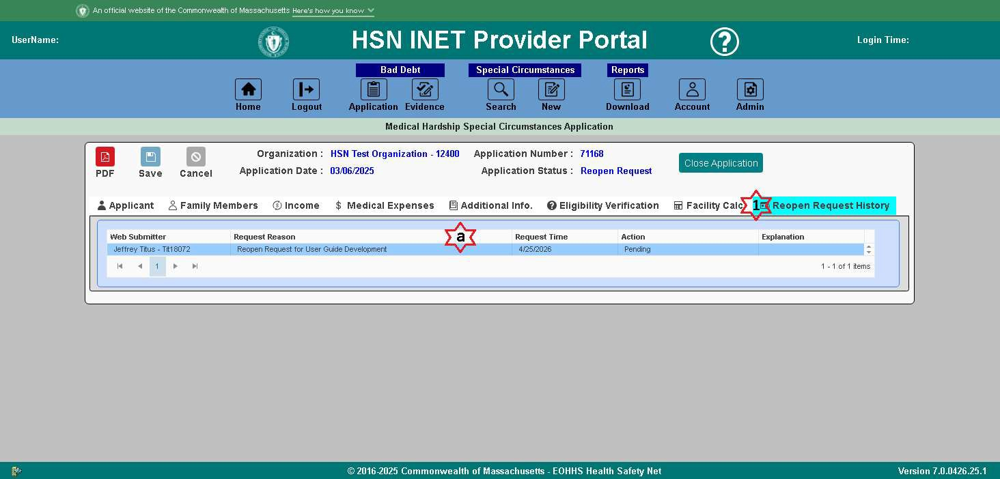 An official website of the Commonwealth of Massachusetts Here's how you know
UserName:
HSN INET Provider Portal
?
Login Time:
Bad Debt
Special Circumstances
Reports
Home
Logout
Application
Evidence
Search
New
Download
Account
Admin
Medical Hardship Special Circumstances Application
PDF
Save
Cancel
Organization : HSN Test Organization - 12400
Application Number : 71168
Application Date : 03/06/2025
Application Status : Reopen Request
Close Application
Applicant
Family Members
Income
$ Medical Expenses
Additional Info.
Eligibility Verification
Facility Calc
1
Reopen Request History
Web Submitter
Request Reason
a
Request Time
Action
Explanation
Jeffrey Titus - Tit18072
Reopen Request for User Guide Development
4/25/2026
Pending
1
1 - 1 of 1 items
© 2016-2025 Commonwealth of Massachusetts - EOHHS Health Safety Net
Version 7.0.0426.25.1